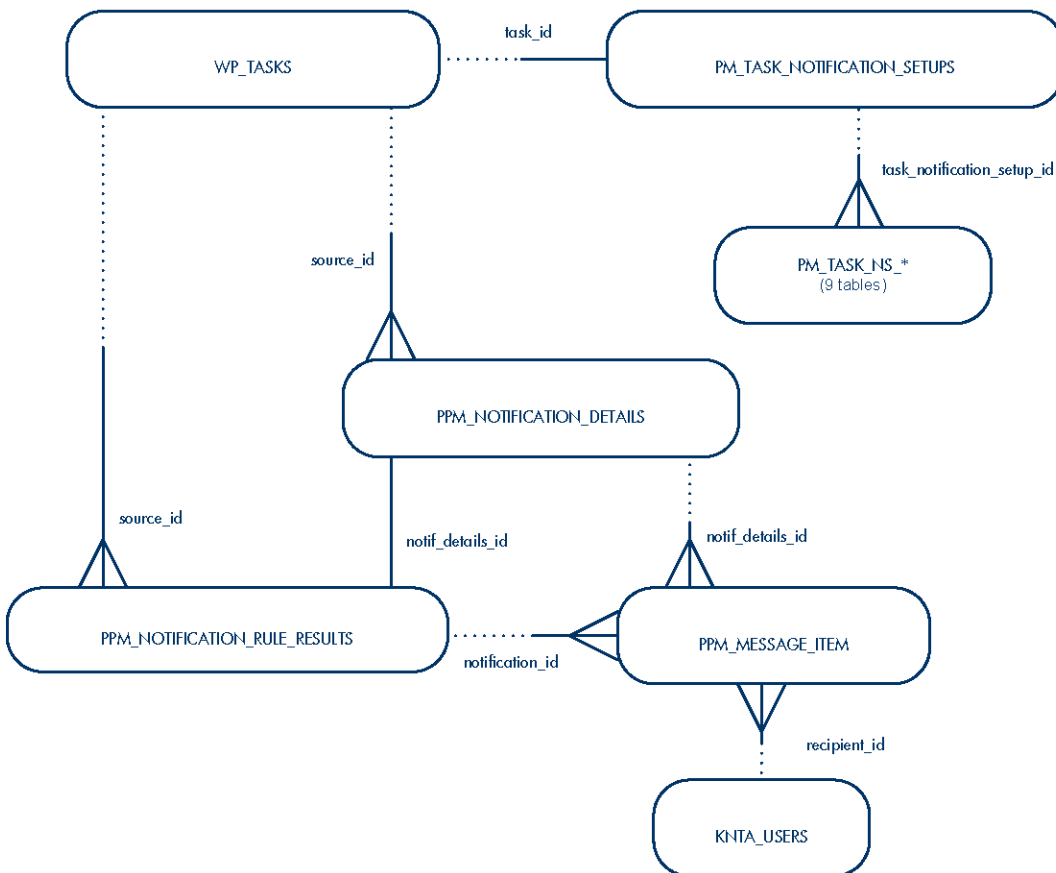 task_id
WP_TASKS
PM_TASK_NOTIFICATION_SETUPS
task_notification_setup_id
source_id
PM_TASK_NS_*
(9 tables)
PPM_NOTIFICATION_DETAILS
source_id
notif_details_id
notif_details_id
PPM_NOTIFICATION_RULE_RESULTS
notification_id
PPM_MESSAGE_ITEM
recipient_id
KNTA_USERS